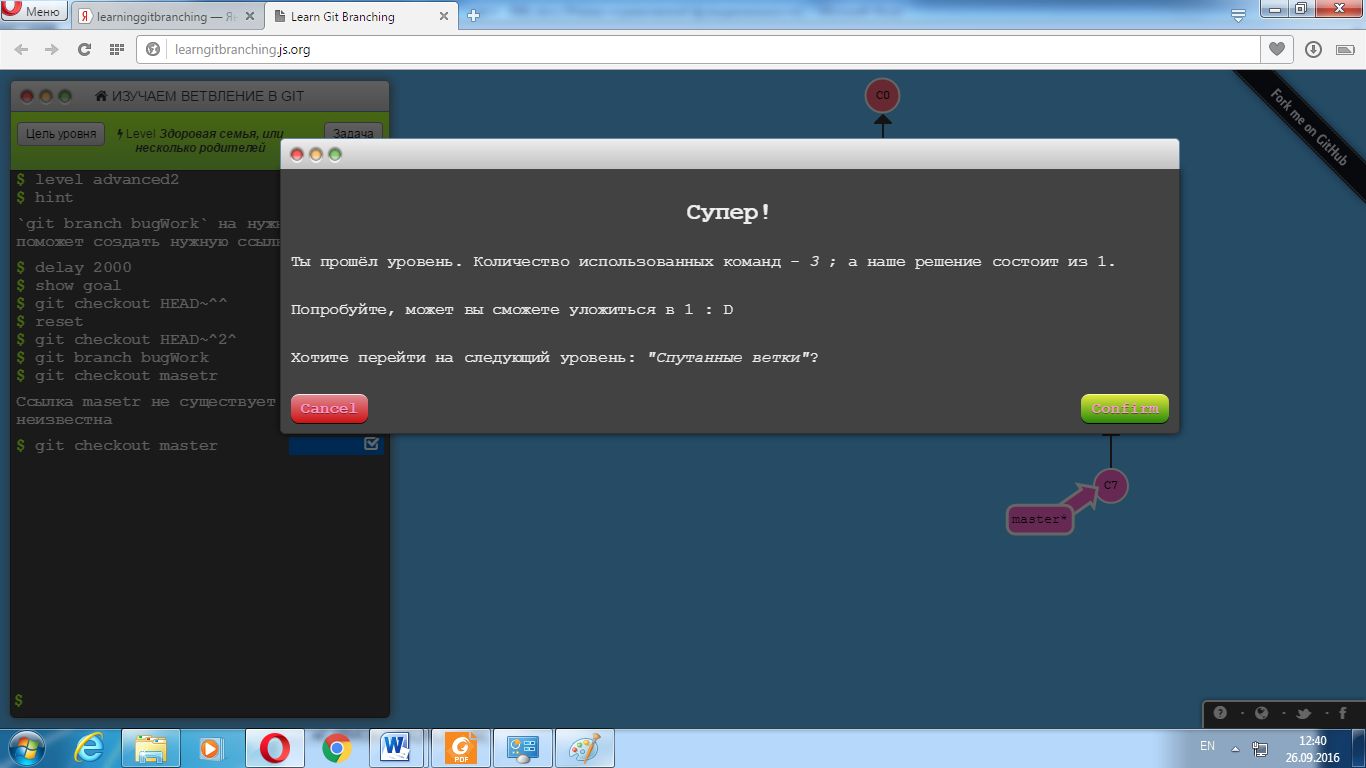 Меню
learninggitbranching — Ян
Learn Git Branching
learngitbranching.js.org
ИЗУЧАЕМ ВЕТВЛЕНИЕ В GIT
Цель уровня
Level Здоровая семья, или
несколько родителей
Задача
$ level advanced2
$ hint
`git branch bugWork` на
поможет создать нужную
$ delay 2000
$ show goal
$ git checkout HEAD~^^
$ reset
$ git checkout HEAD~^2^
$ git branch bugWork
$ git checkout masetr
Ссылка masetr не существует
неизвестна
$ git checkout master
$
C0
Fork me on GitHub
Супер!
Ты прошёл уровень. Количество использованных команд – 3 ; а наше решение состоит из 1.
Попробуйте, может вы сможете уложиться в 1 : D
Хотите перейти на следующий уровень: "Спутанные ветки"?
Cancel
Confirm
C7
master*
PDF
EN
12:40
26.09.2016